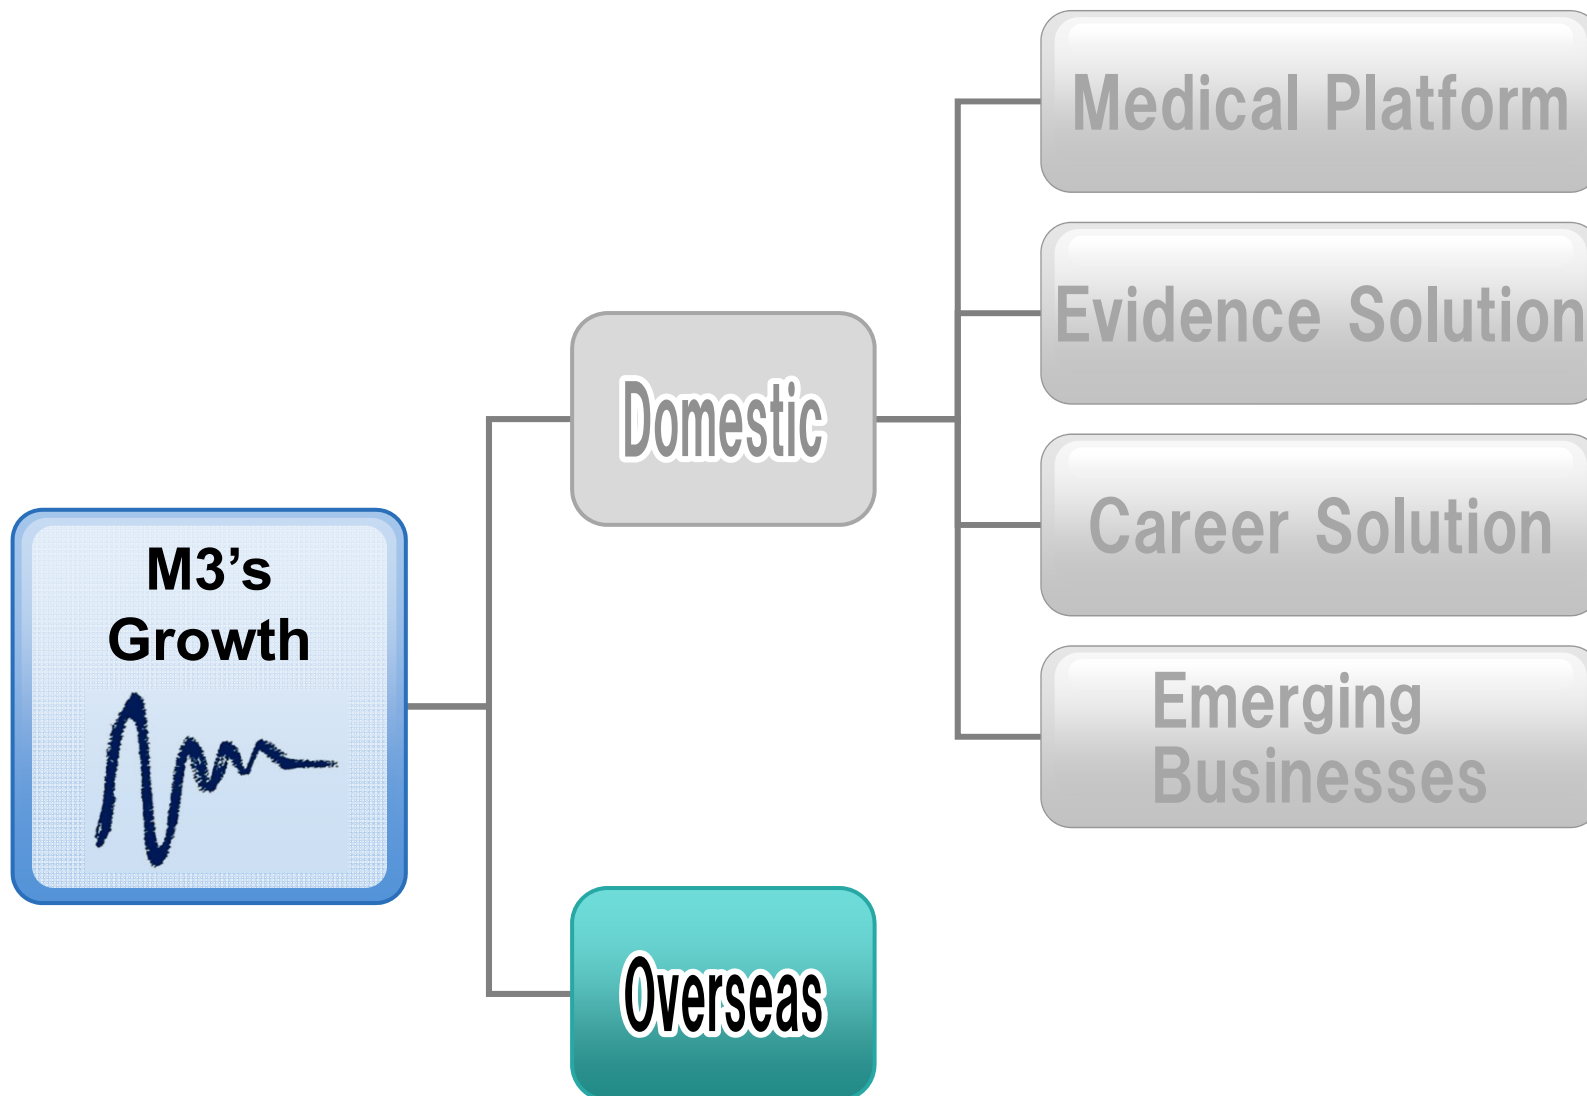 M3’s
Growth
Domestic
Overseas
Medical Platform
Evidence Solution
Career Solution
Emerging
Businesses